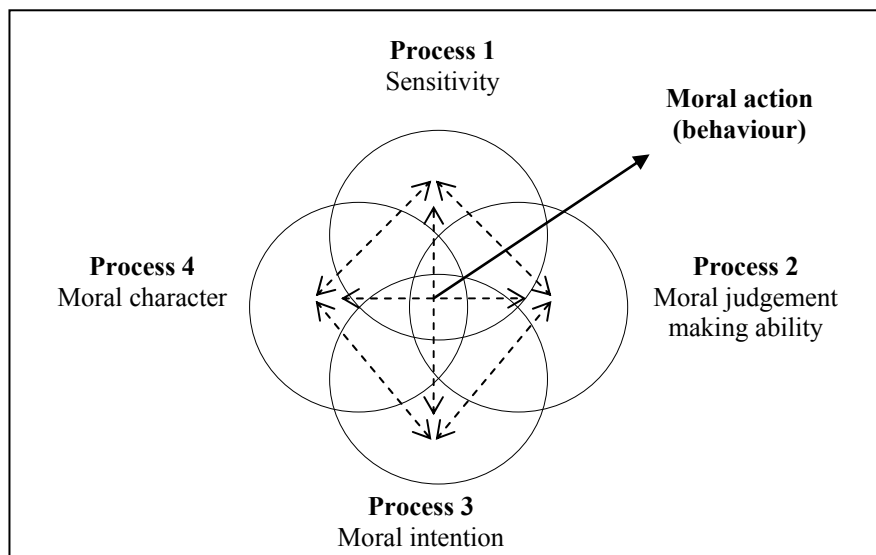 Process 1
Sensitivity
Moral action
(behaviour)
Process 4
Moral character
Process 2
Moral judgement
making ability
Process 3
Moral intention